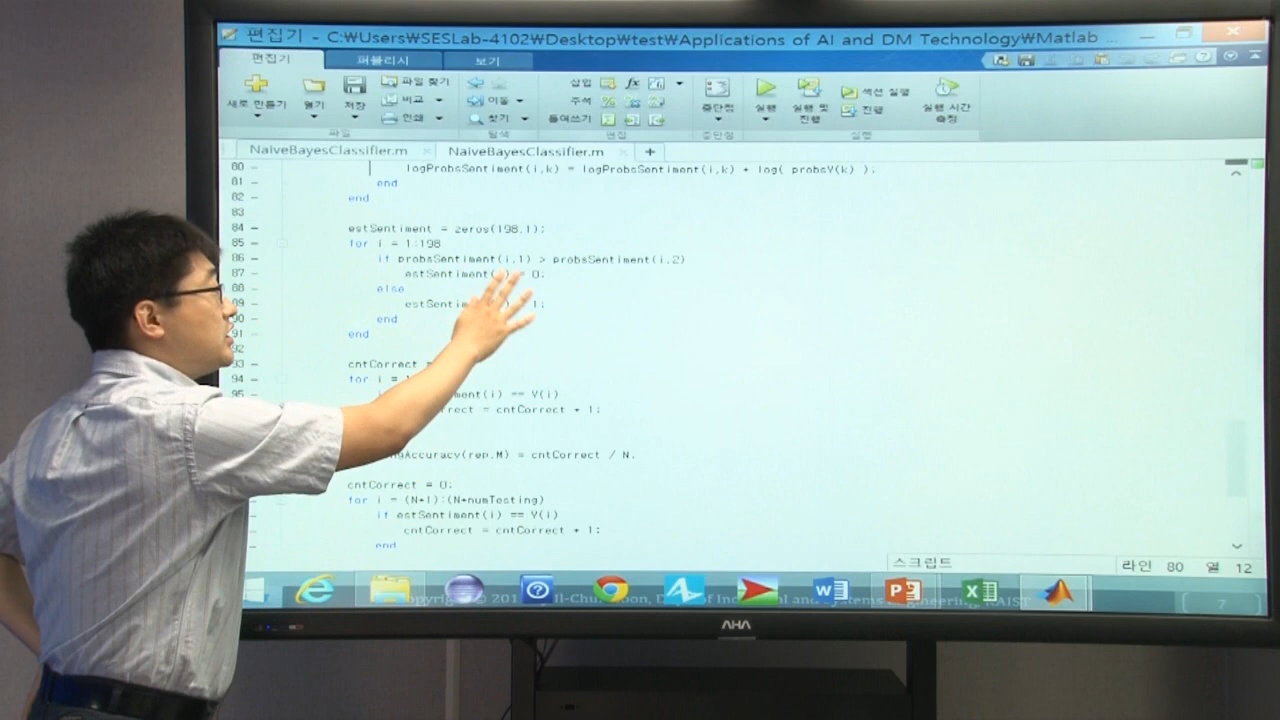 편집기 - C:₩Users₩SESLab-4102₩Desktop₩test₩Applications of AI and DM Technology₩Matlab ...
편집기 퍼블리시 보기
새로 만들기 열기 저장 파일 찾기 비교 인쇄 이동 찾기 삽입 fx 주석 들여쓰기 중단점 실행 실행 및 진행 섹션 실행 진행 실행 시간 측정
파일 탐색 편집 중단점 실행
NaiveBayesClassifier.m × NaiveBayesClassifier.m × +
80 – logProbsSentiment(i,k) = logProbsSentiment(i,k) + log( probsY(k) );
81 – end
82 – end
83
84 – estSentiment = zeros(198,1);
85 – for i = 1:198
86 – if probsSentiment(i,1) > probsSentiment(i,2)
87 – estSentiment( 0;
88 – else
89 – estSentim 1;
90 – end
91 – end
92
93 – cntCorrect =
94 – for i =
95 – ment(i) == Y(i)
rrect = cntCorrect + 1;
Accuracy(rep,M) = cntCorrect / N;
cntCorrect = 0;
for i = (N+1):(N+numTesting)
if estSentiment(i) == Y(i)
cntCorrect = cntCorrect + 1;
end
스크립트 라인 80 열 12
7
AHA